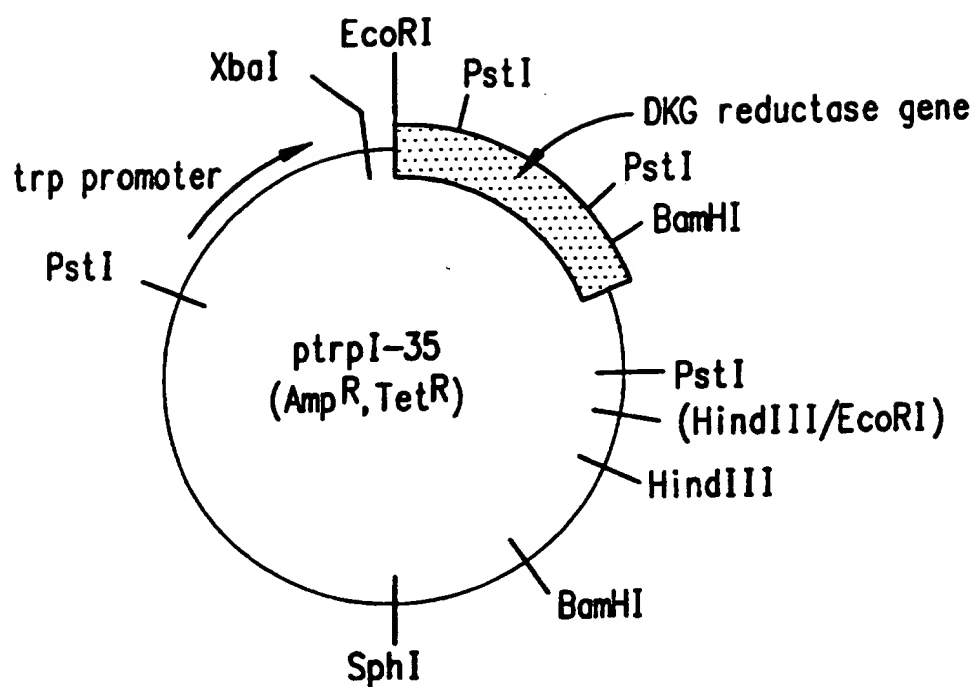 EcoRI
XbaI
PstI
DKG reductase gene
trp promoter
PstI
BamHI
PstI
ptrpI-35
(AmpR, TetR)
PstI
(HindIII/EcoRI)
HindIII
BamHI
SphI